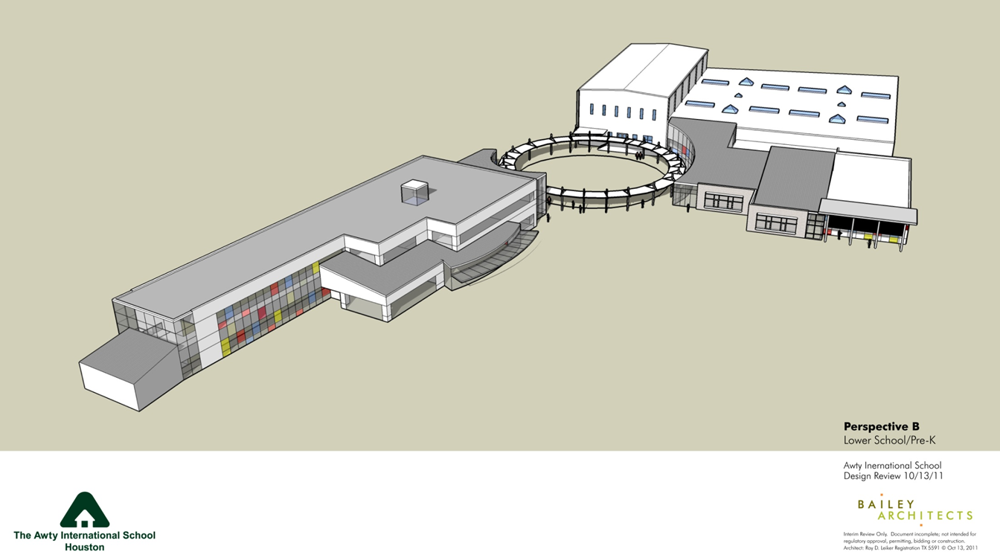 Perspective B
Lower School/Pre-K
Awty Inernational School
Design Review 10/13/11
BAiLEY
ARCHiTECTS
Interim Review Only. Document incomplete; not intended for
regulatory approval, permitting, bidding or construction.
Architect: Ray D. Leiker Registration TX 5591 © Oct 13, 2011
The Awty International School
Houston